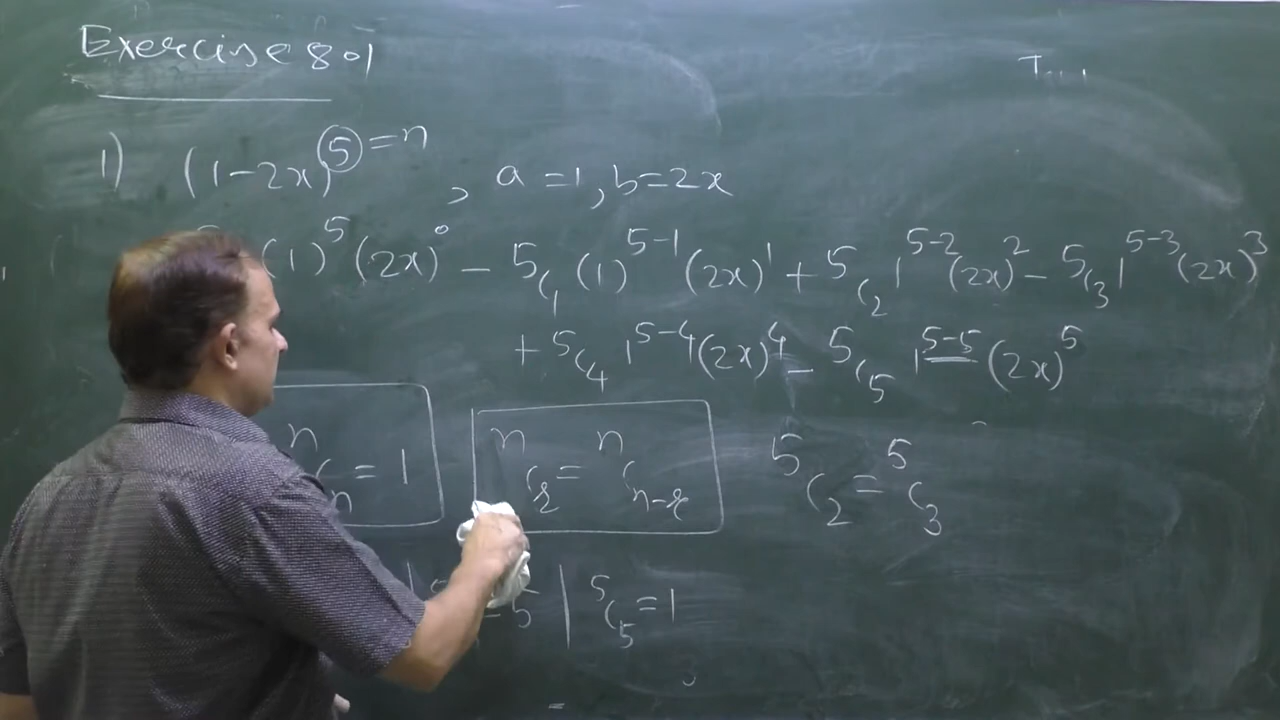 Exercise 8.1
1) (1-2x)^5 = n , a = 1, b = 2x
(1)^5 (2x)^0 - 5C1 (1)^{5-1} (2x)^1 + 5C2 1^{5-2} (2x)^2 - 5C3 1^{5-3} (2x)^3
+ 5C4 1^{5-4} (2x)^4 - 5C5 1^{5-5} (2x)^5
nCn = 1
nCr = nCn-r
5C2 = 5C3
5 | 5C5 = 1